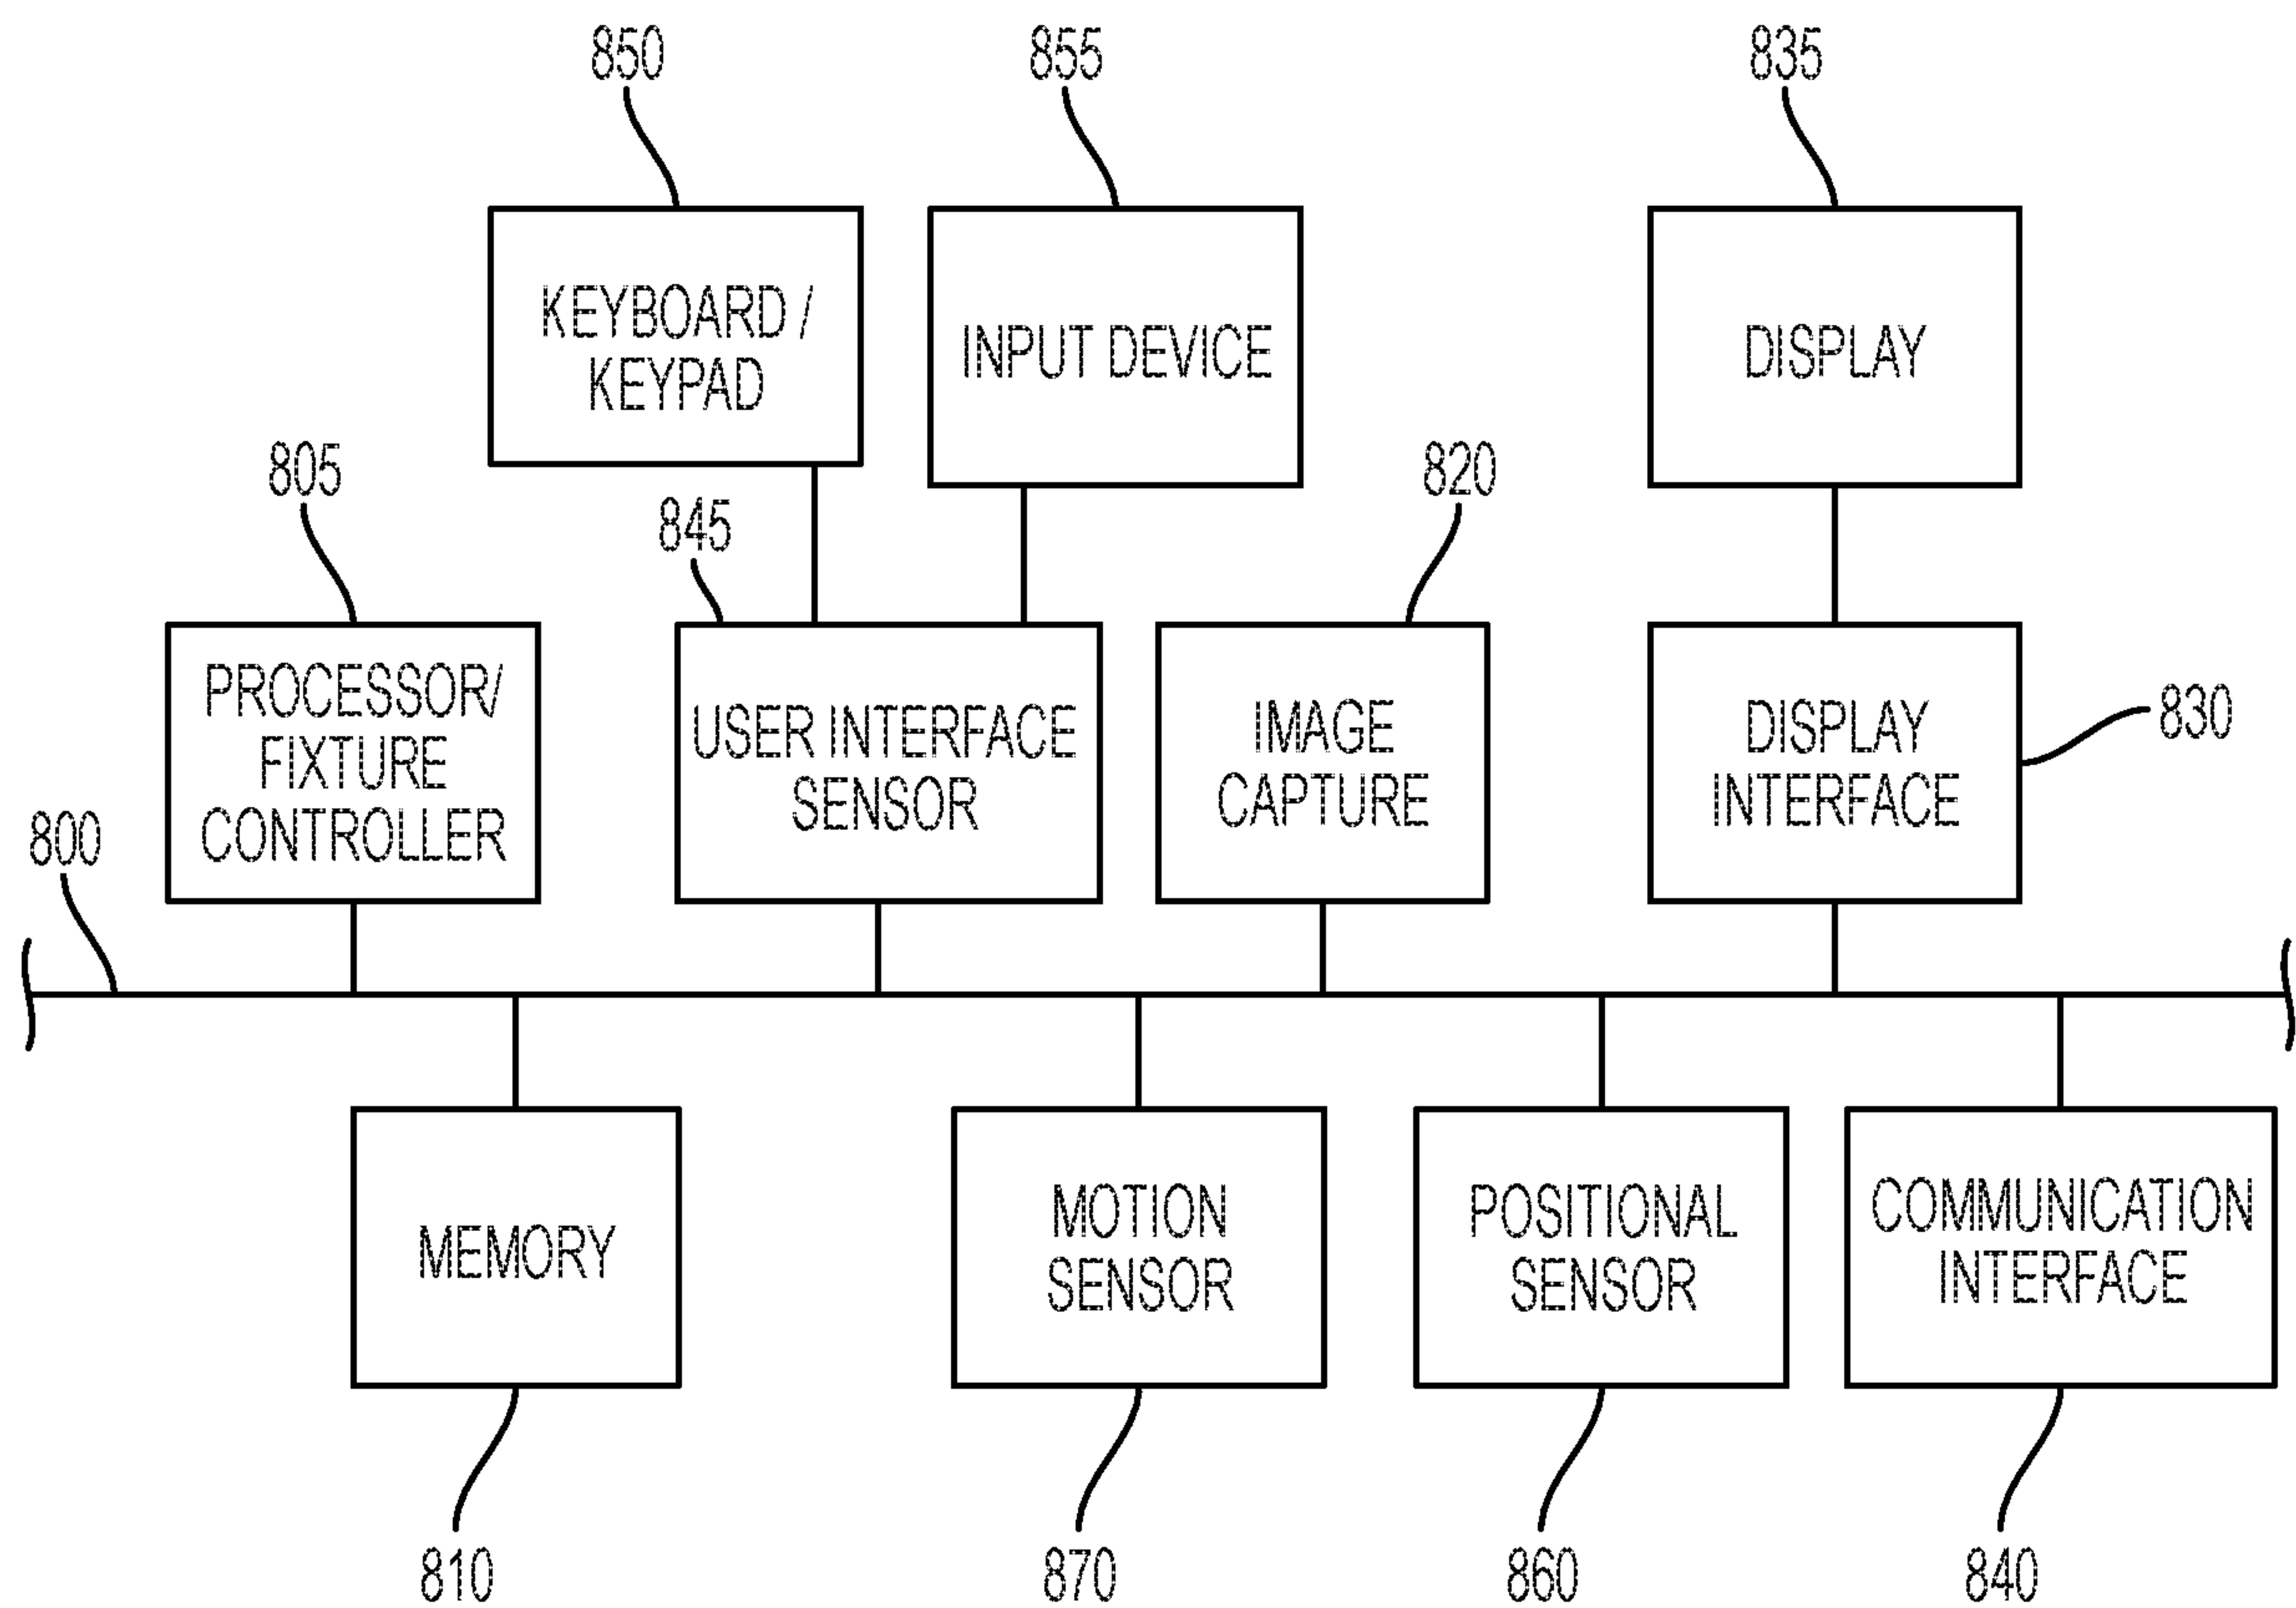 850
855
835
KEYBOARD /
KEYPAD
INPUT DEVICE
DISPLAY
805
845
820
PROCESSOR/
FIXTURE
CONTROLLER
USER INTERFACE
SENSOR
IMAGE
CAPTURE
DISPLAY
INTERFACE
830
800
MEMORY
MOTION
SENSOR
POSITIONAL
SENSOR
COMMUNICATION
INTERFACE
810
870
860
840